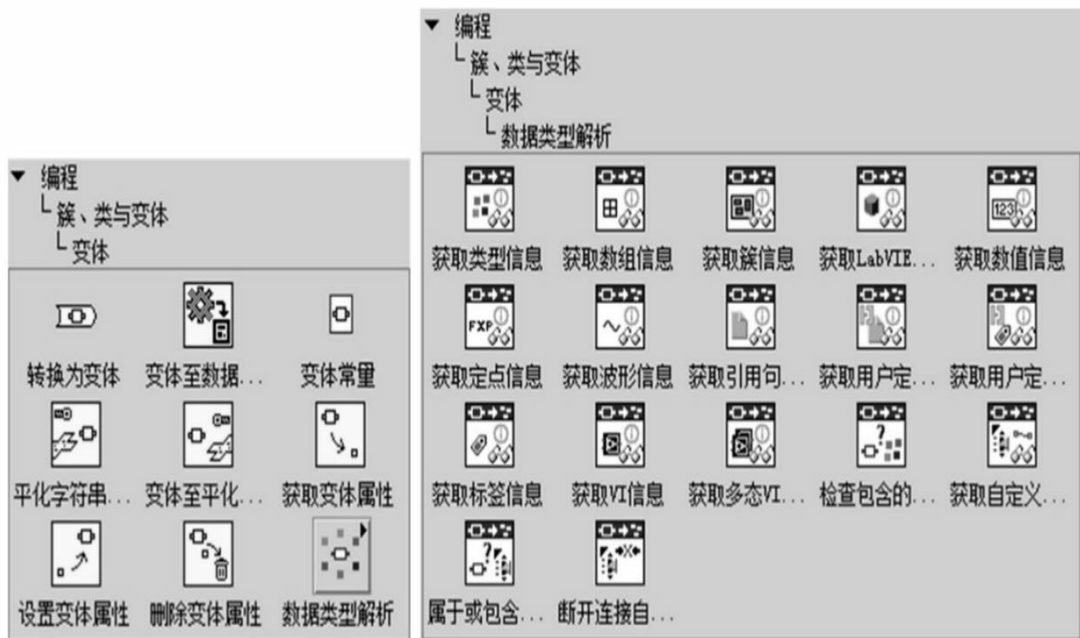 编程
簇、类与变体
变体
转换为变体 变体至数据... 变体常量
平化字符串... 变体至平化... 获取变体属性
设置变体属性 删除变体属性 数据类型解析
编程
簇、类与变体
变体
数据类型解析
获取类型信息 获取数组信息 获取簇信息 获取LabVIE... 获取数值信息
FXP
123
获取定点信息 获取波形信息 获取引用句... 获取用户定... 获取用户定...
获取标签信息 获取VI信息 获取多态VI... 检查包含的... 获取自定义...
属于或包含... 断开连接自...